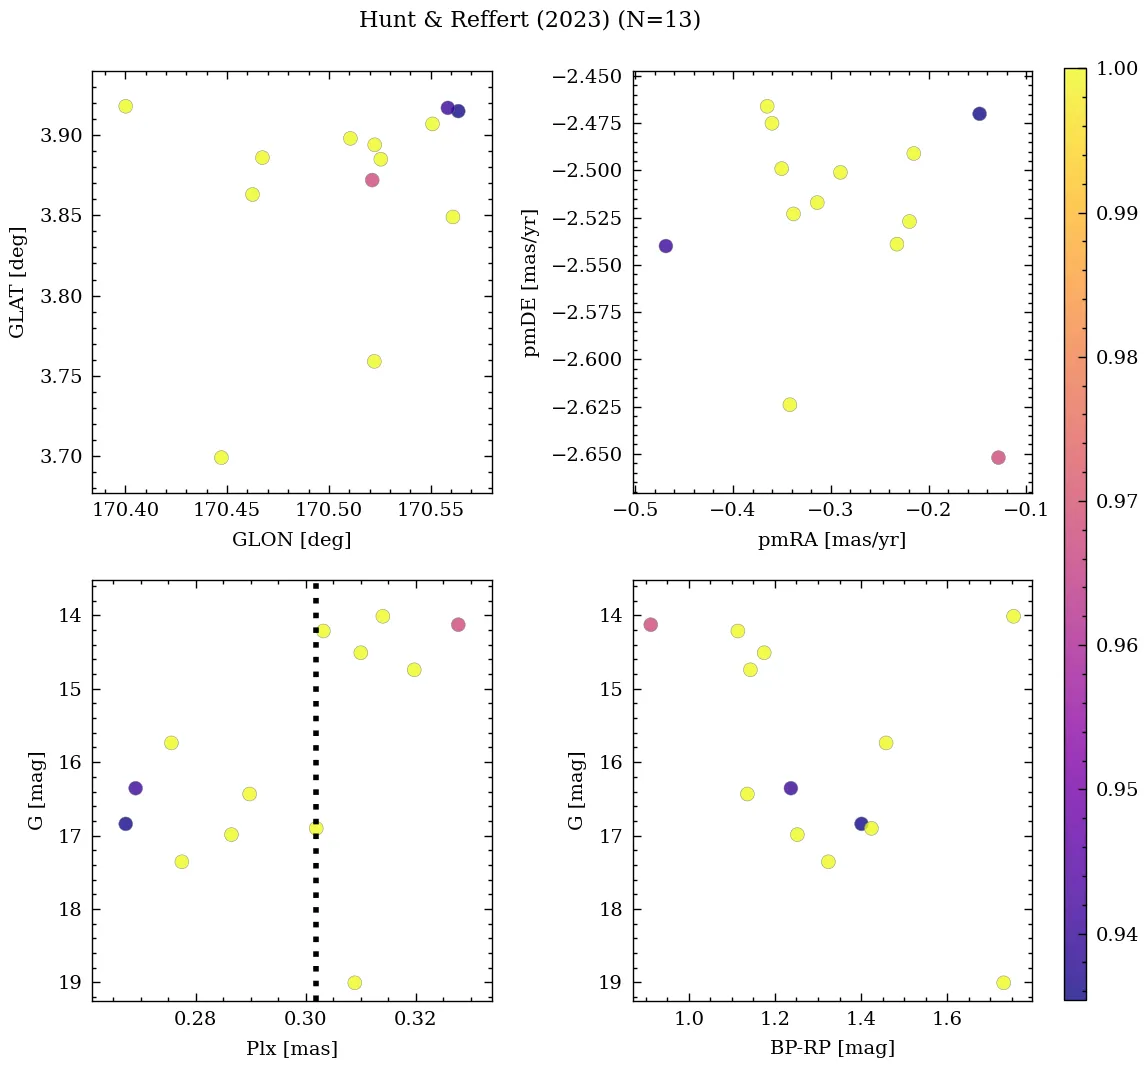 Hunt & Reffert (2023) (N=13)
3.90
3.85
3.80
3.75
3.70
GLAT [deg]
170.40 170.45 170.50 170.55
GLON [deg]
−2.450
−2.475
−2.500
−2.525
−2.550
−2.575
−2.600
−2.625
−2.650
pmDE [mas/yr]
−0.5 −0.4 −0.3 −0.2 −0.1
pmRA [mas/yr]
14
15
16
17
18
19
G [mag]
0.28 0.30 0.32
Plx [mas]
14
15
16
17
18
19
G [mag]
1.0 1.2 1.4 1.6
BP-RP [mag]
1.00
0.99
0.98
0.97
0.96
0.95
0.94